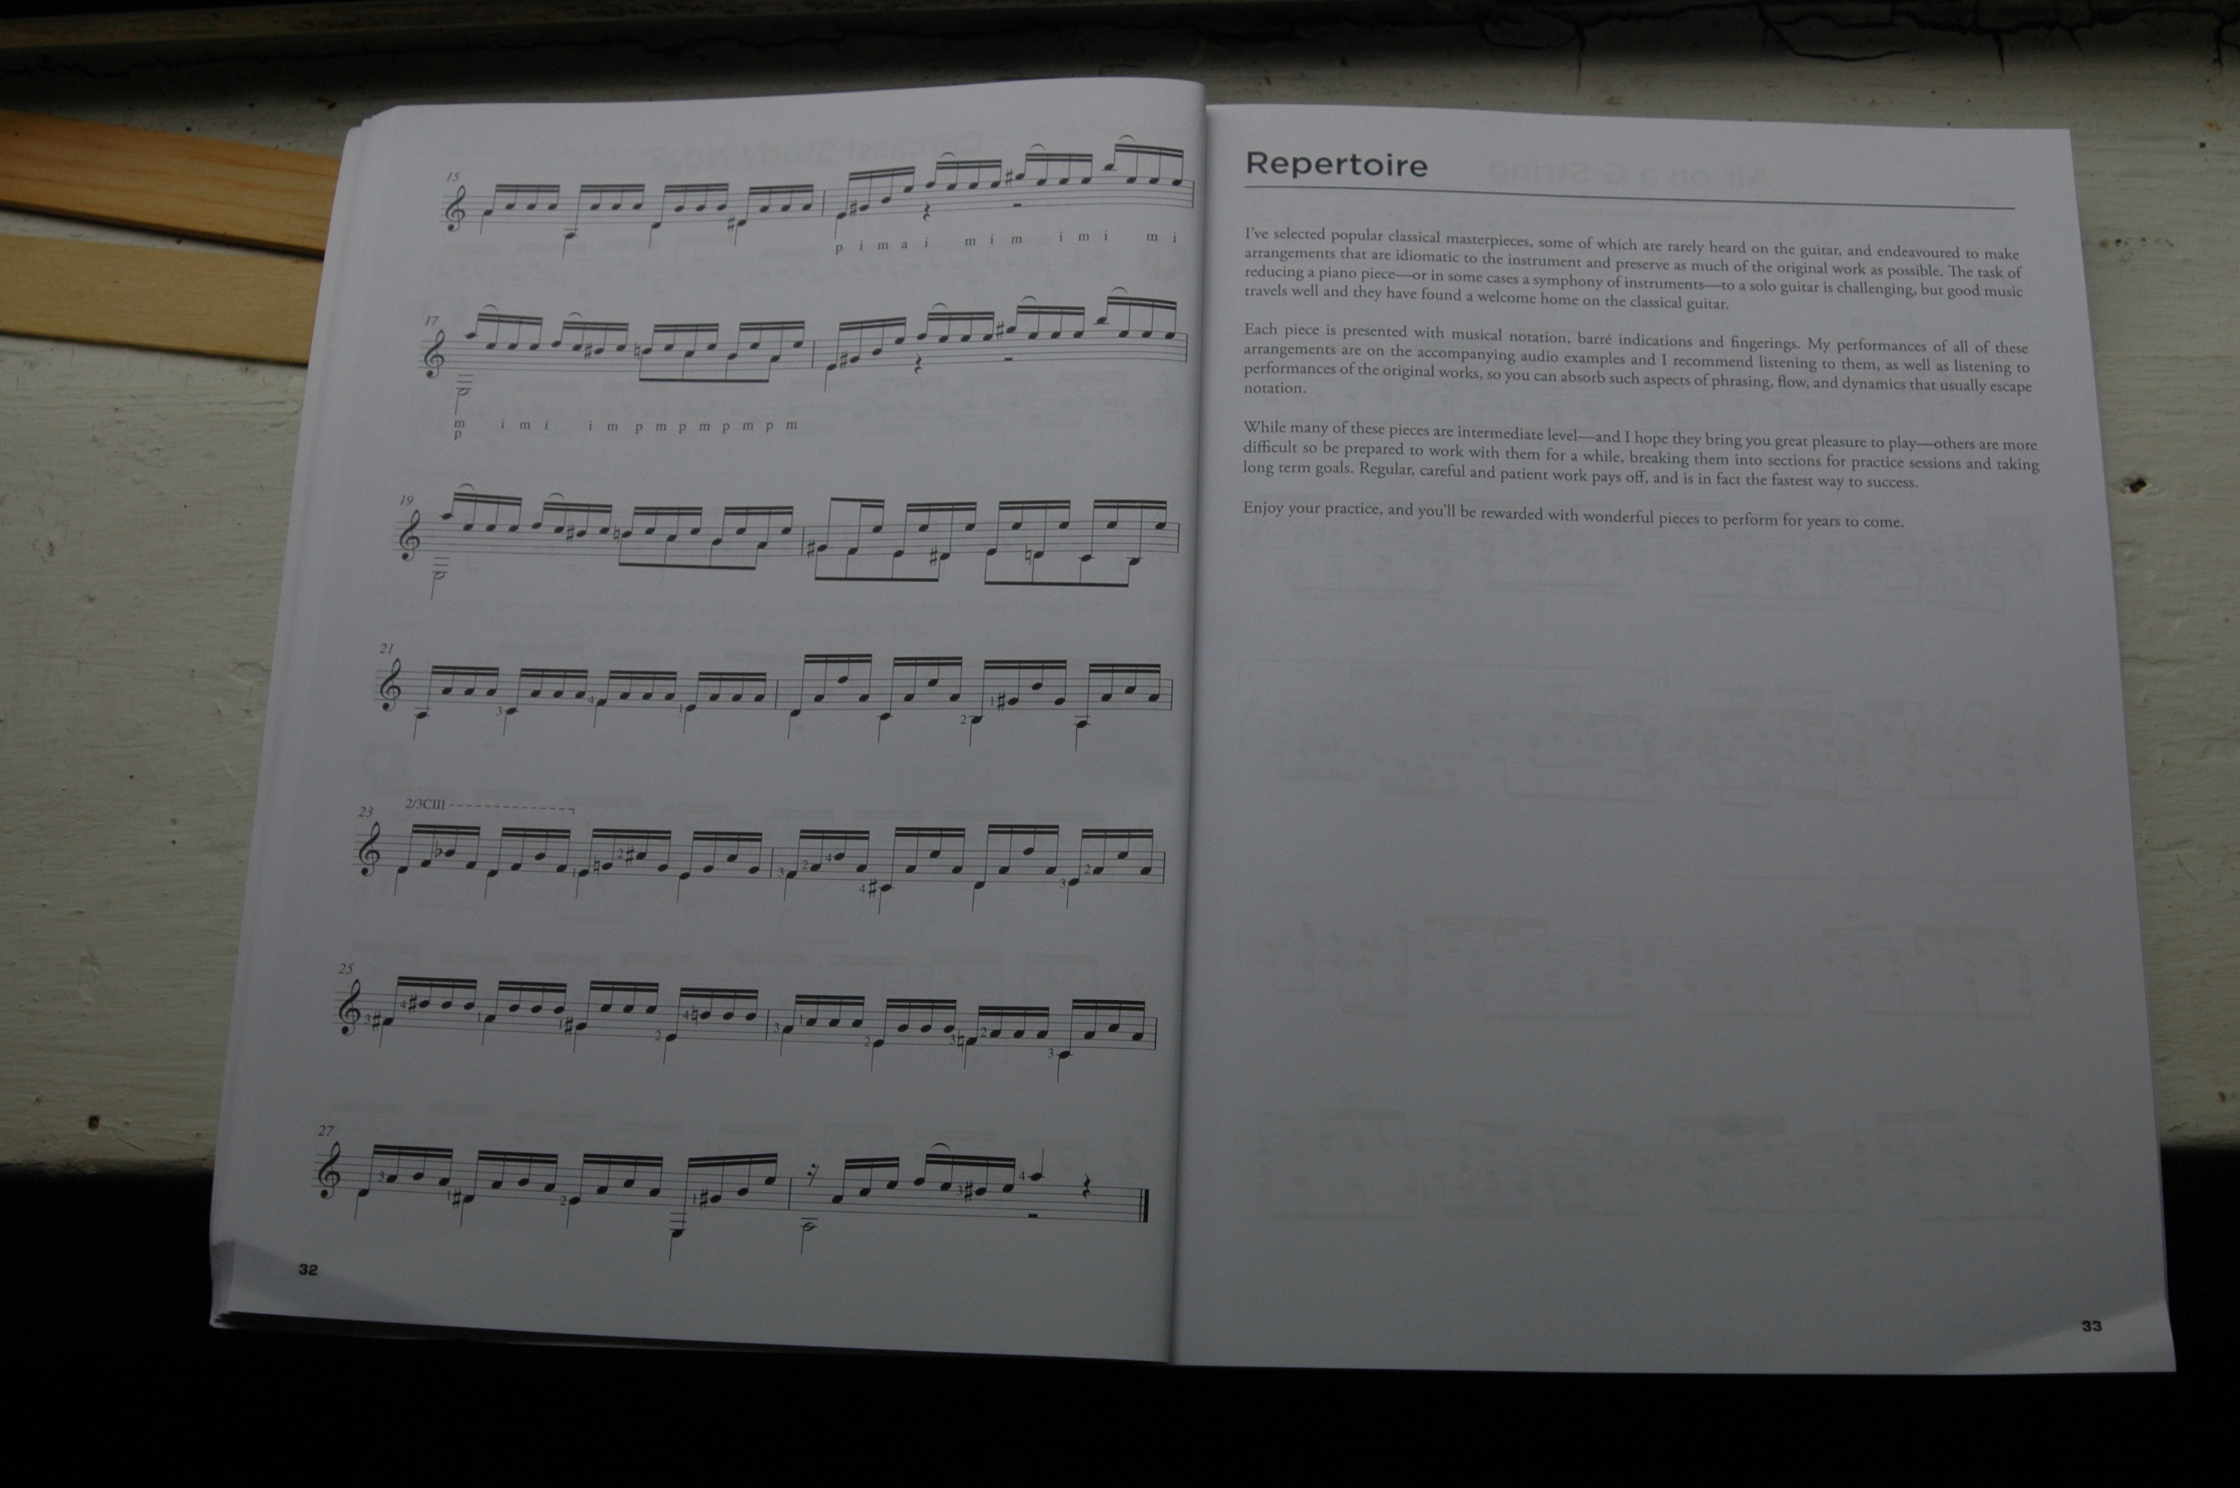 15
p i m a i m i m i m i m i
17
m i m i i m p m p m p m p m
p
19
21
3 4 1 2 1
23 2/3CIII
1 2 3 2 4 4 3 2
25
3 4 1 1 2 4 3 1 2 3 2 3
27
3 1 2 1 3 4
32
Repertoire
I've selected popular classical masterpieces, some of which are rarely heard on the guitar, and endeavoured to make
arrangements that are idiomatic to the instrument and preserve as much of the original work as possible. The task of
reducing a piano piece—or in some cases a symphony of instruments—to a solo guitar is challenging, but good music
travels well and they have found a welcome home on the classical guitar.
Each piece is presented with musical notation, barré indications and fingerings. My performances of all of these
arrangements are on the accompanying audio examples and I recommend listening to them, as well as listening to
performances of the original works, so you can absorb such aspects of phrasing, flow, and dynamics that usually escape
notation.
While many of these pieces are intermediate level—and I hope they bring you great pleasure to play—others are more
difficult so be prepared to work with them for a while, breaking them into sections for practice sessions and taking
long term goals. Regular, careful and patient work pays off, and is in fact the fastest way to success.
Enjoy your practice, and you'll be rewarded with wonderful pieces to perform for years to come.
33